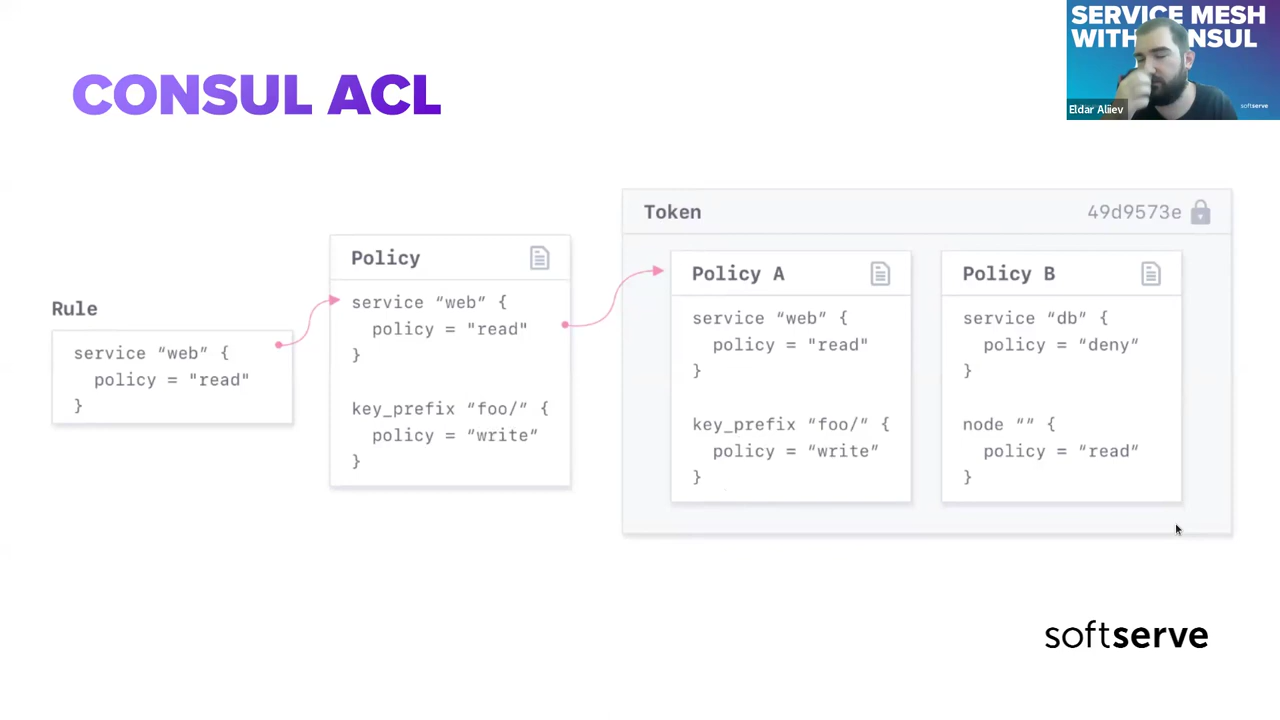 CONSUL ACL
SERVICE MESH
WITH
NSUL
softserve
Eldar Aliiev
Rule
service “web” {
policy = "read"
}
Policy
service “web” {
policy = "read"
}
key_prefix “foo/” {
policy = “write”
}
Token
49d9573e
Policy A
service “web” {
policy = "read"
}
key_prefix “foo/” {
policy = “write”
}
Policy B
service “db” {
policy = “deny”
}
node “” {
policy = “read”
}
softserve